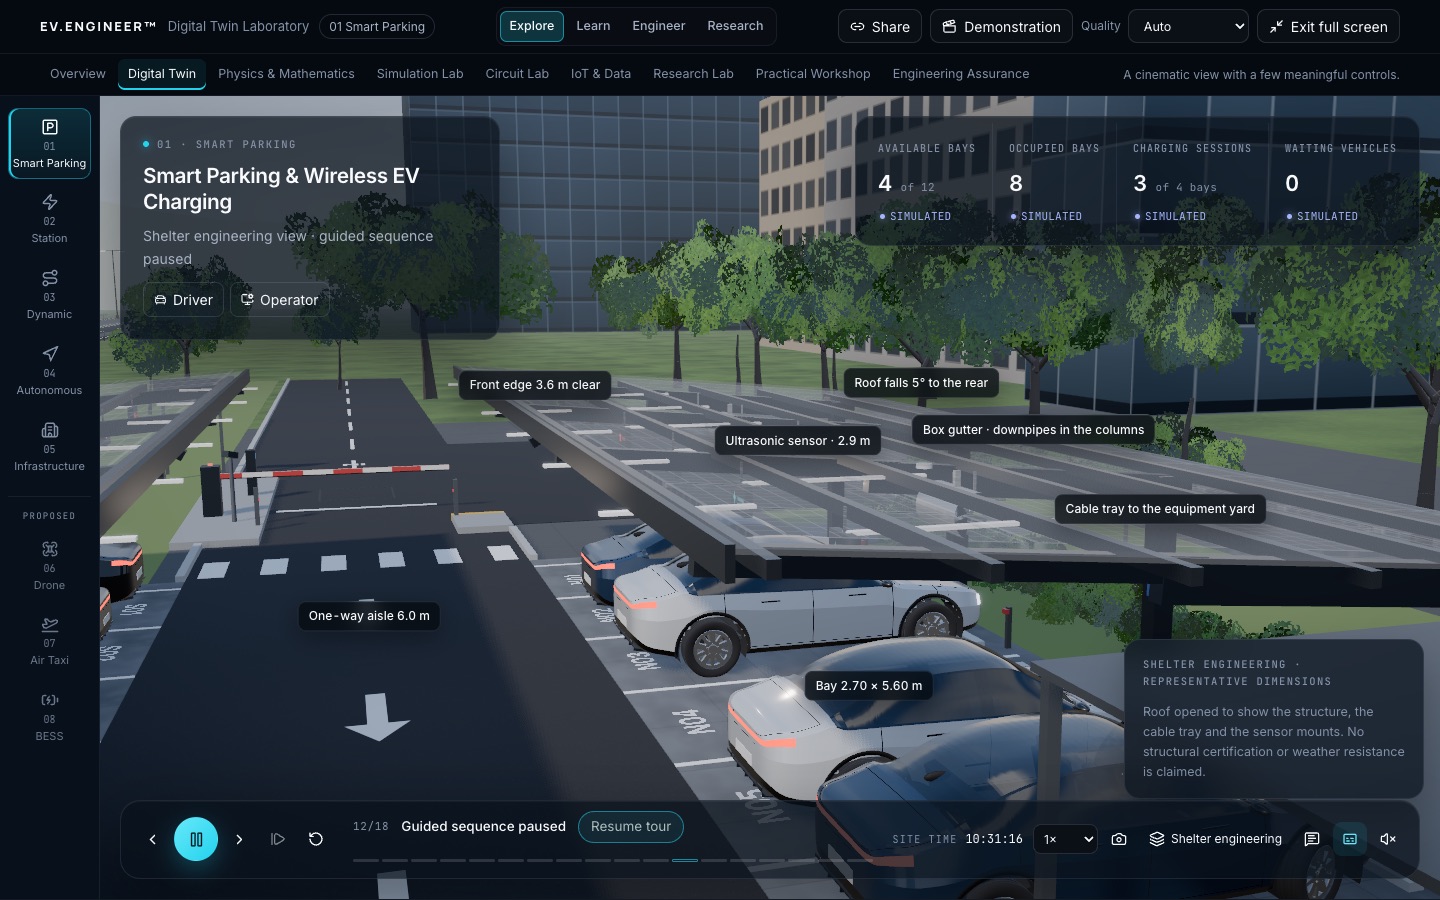 EV.ENGINEER™ Digital Twin Laboratory 01 Smart Parking
Explore Learn Engineer Research
Share Demonstration Quality Auto Exit full screen
Overview Digital Twin Physics & Mathematics Simulation Lab Circuit Lab IoT & Data Research Lab Practical Workshop Engineering Assurance
A cinematic view with a few meaningful controls.
01
Smart Parking
02
Station
03
Dynamic
04
Autonomous
05
Infrastructure
PROPOSED
06
Drone
07
Air Taxi
08
BESS
01 · SMART PARKING
Smart Parking & Wireless EV
Charging
Shelter engineering view · guided sequence
paused
Driver Operator
AVAILABLE BAYS OCCUPIED BAYS CHARGING SESSIONS WAITING VEHICLES
4 of 12 8 3 of 4 bays 0
SIMULATED SIMULATED SIMULATED SIMULATED
Front edge 3.6 m clear
Roof falls 5° to the rear
Ultrasonic sensor · 2.9 m
Box gutter · downpipes in the columns
Cable tray to the equipment yard
One-way aisle 6.0 m
Bay 2.70 × 5.60 m
N03
N04
N05
SHELTER ENGINEERING ·
REPRESENTATIVE DIMENSIONS
Roof opened to show the structure, the
cable tray and the sensor mounts. No
structural certification or weather resistance
is claimed.
12/18 Guided sequence paused Resume tour
SITE TIME 10:31:16 1× Shelter engineering